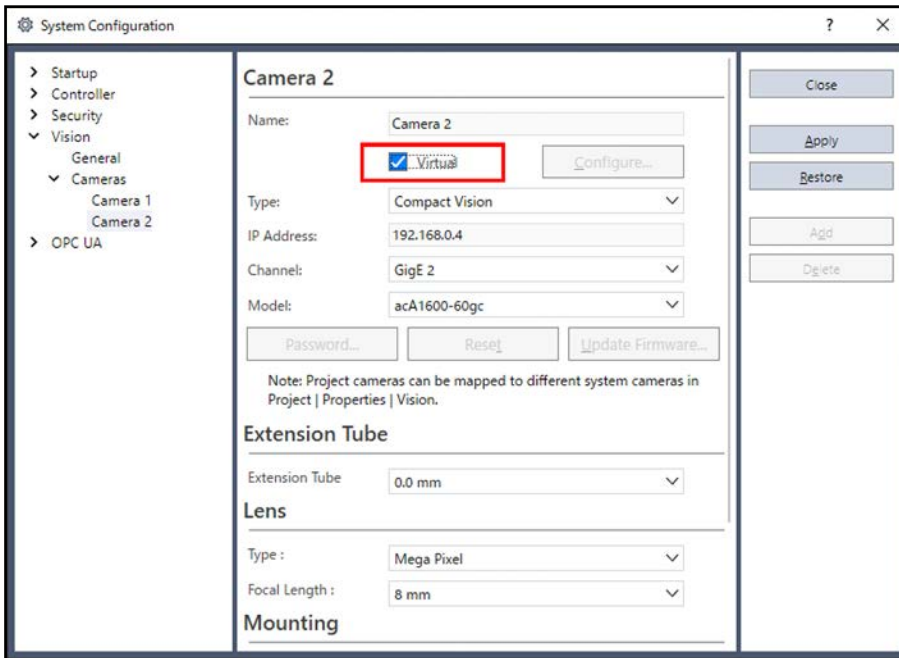 System Configuration
? ×
Startup
Controller
Security
Vision
General
Cameras
Camera 1
Camera 2
OPC UA
Camera 2
Name: Camera 2
Virtual Configure...
Type: Compact Vision
IP Address: 192.168.0.4
Channel: GigE 2
Model: acA1600-60gc
Password... Reset Update Firmware...
Note: Project cameras can be mapped to different system cameras in
Project | Properties | Vision.
Extension Tube
Extension Tube 0.0 mm
Lens
Type : Mega Pixel
Focal Length : 8 mm
Mounting
Close
Apply
Restore
Add
Delete